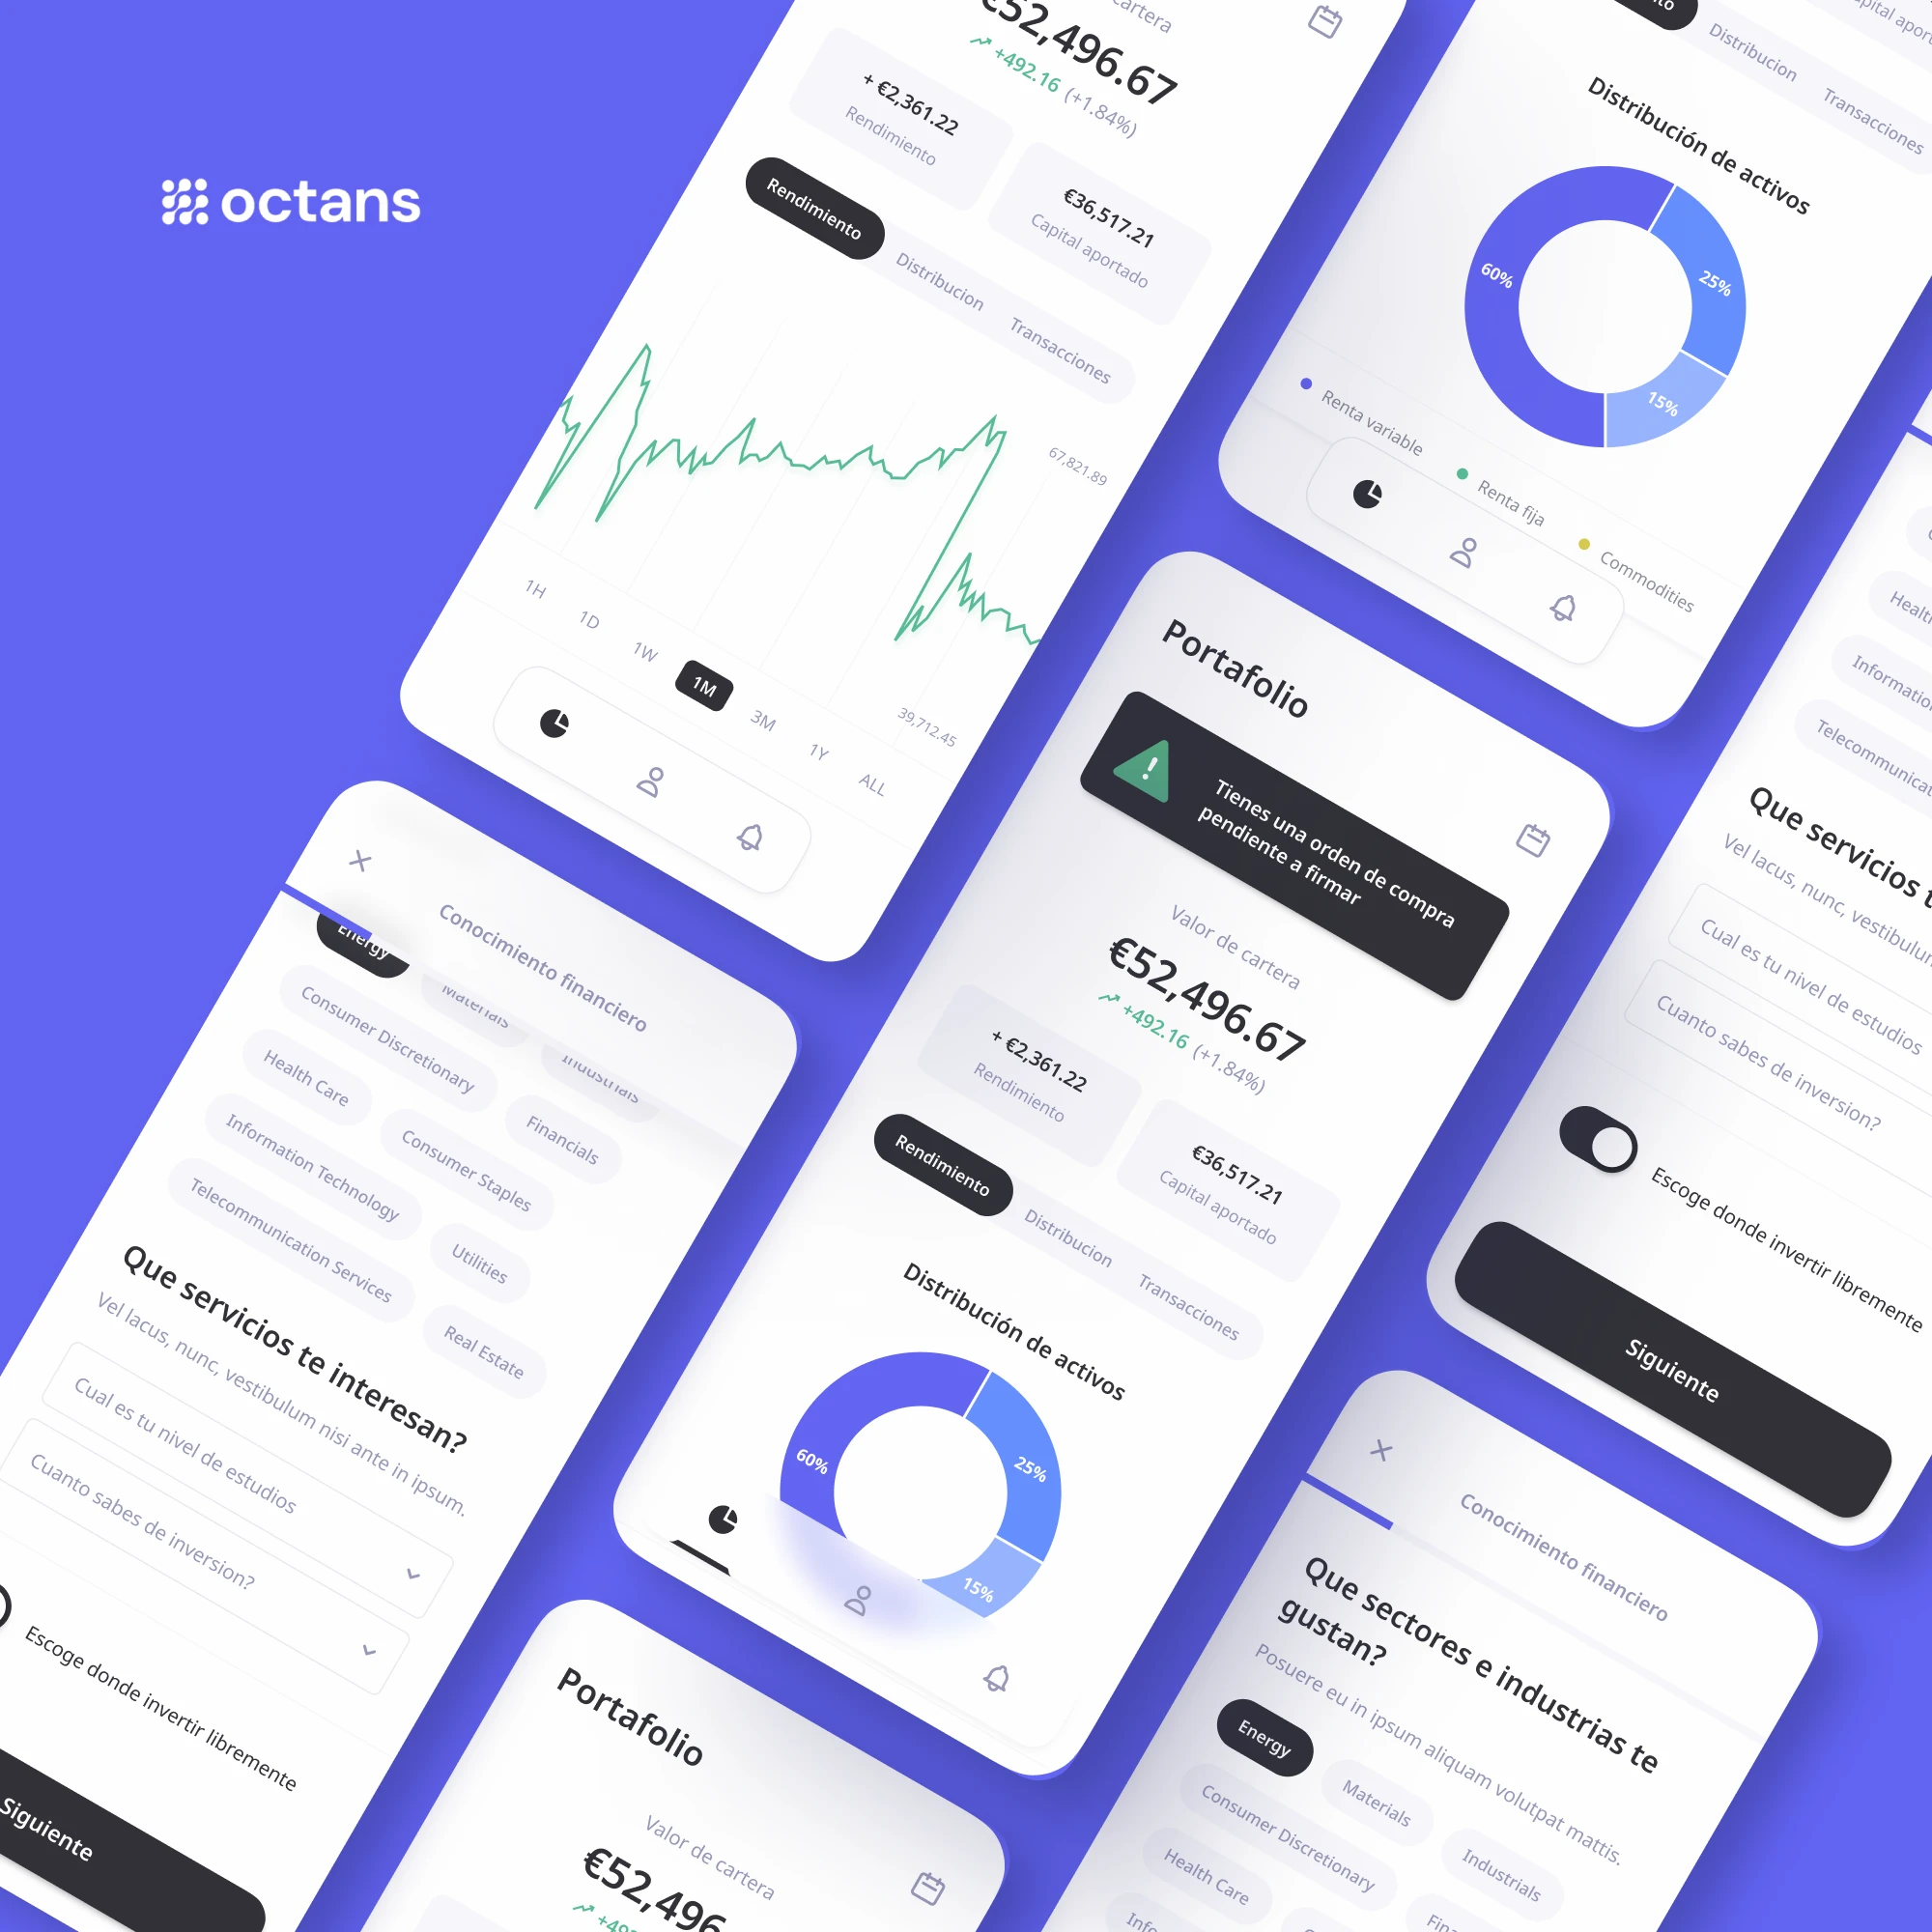 octans
cartera
€52,496.67
+492.16 (+1.84%)
+ €2,361.22
Rendimiento
€36,517.21
Capital aportado
Rendimiento
Distribucion
Transacciones
67,821.89
39,712.45
1H
1D
1W
1M
3M
1Y
ALL
Distribucion
Transacciones
Distribución de activos
60%
25%
15%
Renta variable
Renta fija
Commodities
Conocimiento financiero
Energy
Materials
Industrials
Consumer Discretionary
Financials
Health Care
Consumer Staples
Information Technology
Utilities
Telecommunication Services
Real Estate
Que servicios te interesan?
Vel lacus, nunc, vestibulum nisi ante in ipsum.
Cual es tu nivel de estudios
Cuanto sabes de inversion?
Escoge donde invertir libremente
Siguiente
Portafolio
Tienes una orden de compra
pendiente a firmar
Valor de cartera
€52,496.67
+492.16 (+1.84%)
+ €2,361.22
Rendimiento
€36,517.21
Capital aportado
Rendimiento
Distribucion
Transacciones
Distribución de activos
60%
25%
15%
Portafolio
Valor de cartera
€52,496
Que servicios
Vel lacus, nunc,
Cual es tu nivel de estudios
Cuanto sabes de inversion?
Escoge donde invertir libremente
Siguiente
Conocimiento financiero
Que sectores e industrias te
gustan?
Posuere eu in ipsum aliquam volutpat mattis.
Energy
Materials
Industrials
Consumer Discretionary
Health Care